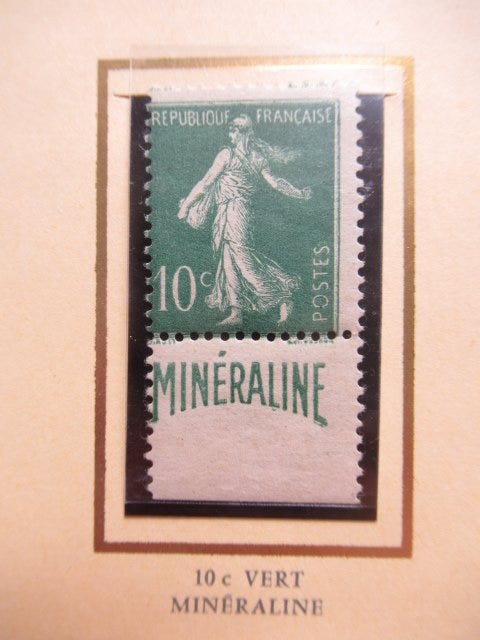 REPUBLIQUE FRANÇAISE
10c
POSTES
MINÉRALINE
10 c VERT
MINÉRALINE